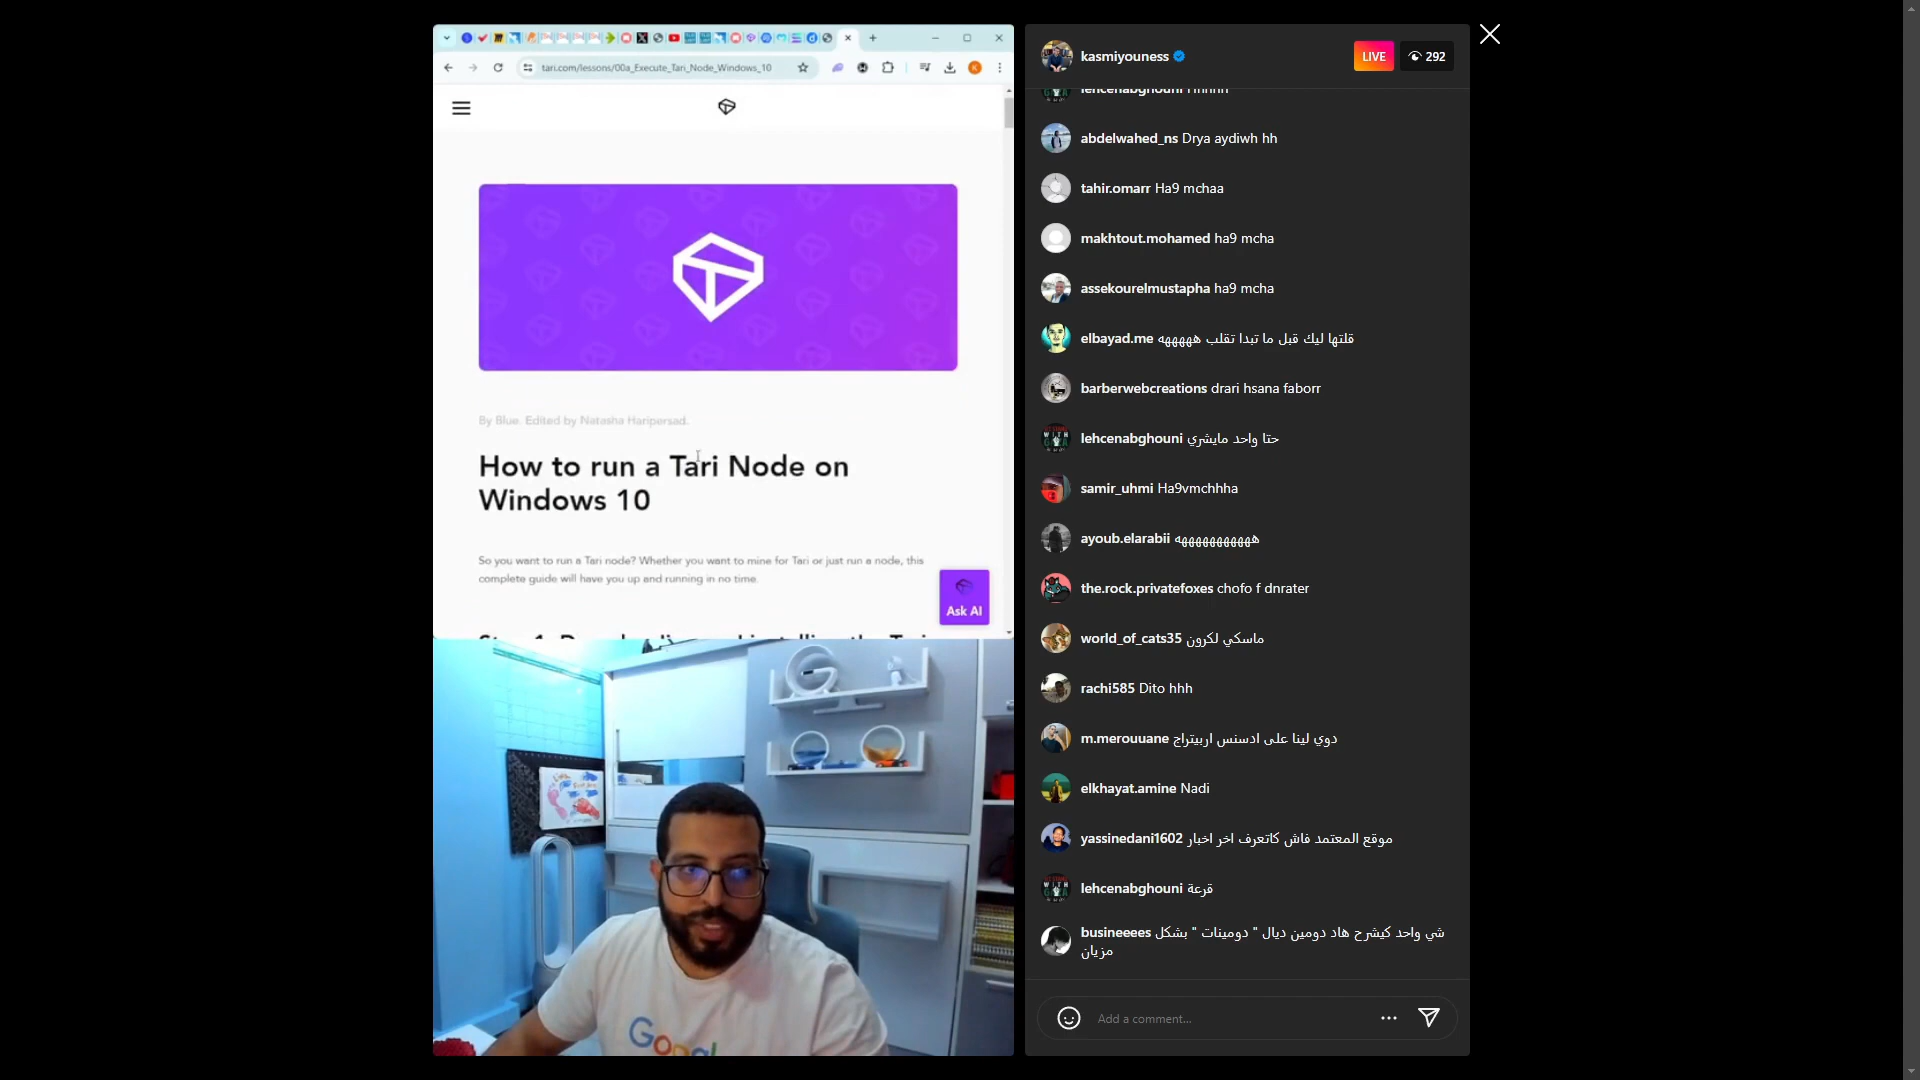 tari.com/lessons/00a_Execute_Tari_Node_Windows_10
By Blue. Edited by Natasha Haripersad.
How to run a Tari Node on
Windows 10
So you want to run a Tari node? Whether you want to mine for Tari or just run a node, this
complete guide will have you up and running in no time.
Ask AI
Google
kasmiyouness
LIVE
292
lehcenabghouni
abdelwahed_ns Drya aydiwh hh
tahir.omarr Ha9 mchaa
makhtout.mohamed ha9 mcha
assekourelmustapha ha9 mcha
elbayad.me قلتها ليك قبل ما تبدا تقلب هههههه
barberwebcreations drari hsana faborr
lehcenabghouni حتا واحد مايشري
samir_uhmi Ha9vmchhha
ayoub.elarabii هههههههههههه
the.rock.privatefoxes chofo f dnrater
world_of_cats35 ماسكي لكرون
rachi585 Dito hhh
m.merouuane دوي لينا على ادسنس اربيتراج
elkhayat.amine Nadi
yassinedani1602 موقع المعتمد فاش كاتعرف اخر اخبار
lehcenabghouni قرعة
busineeees شي واحد كيشرح هاد دومين ديال " دومينات " بشكل
مزيان
Add a comment...